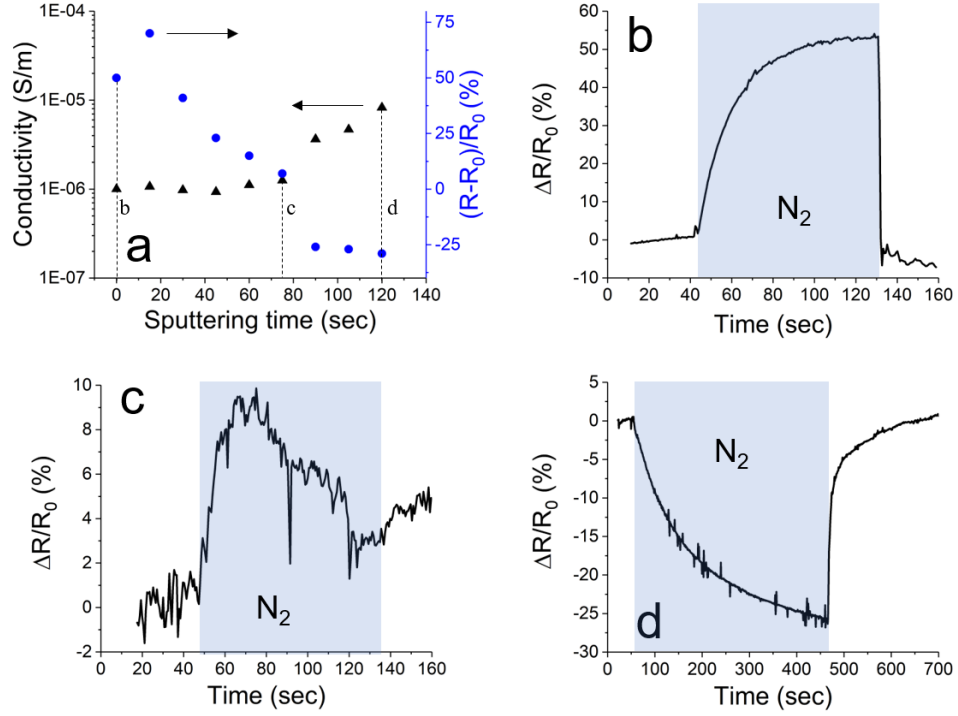 1E-04
1E-05
1E-06
1E-07
Conductivity (S/m)
75
50
25
0
-25
(R-R₀)/R₀ (%)
b
c
d
a
0 20 40 60 80 100 120 140
Sputtering time (sec)
b
60
50
40
30
20
10
0
-10
ΔR/R₀ (%)
N₂
0 20 40 60 80 100 120 140 160
Time (sec)
c
10
8
6
4
2
0
-2
ΔR/R₀ (%)
N₂
0 20 40 60 80 100 120 140 160
Time (sec)
5
0
-5
-10
-15
-20
-25
-30
ΔR/R₀ (%)
N₂
d
0 100 200 300 400 500 600 700
Time (sec)